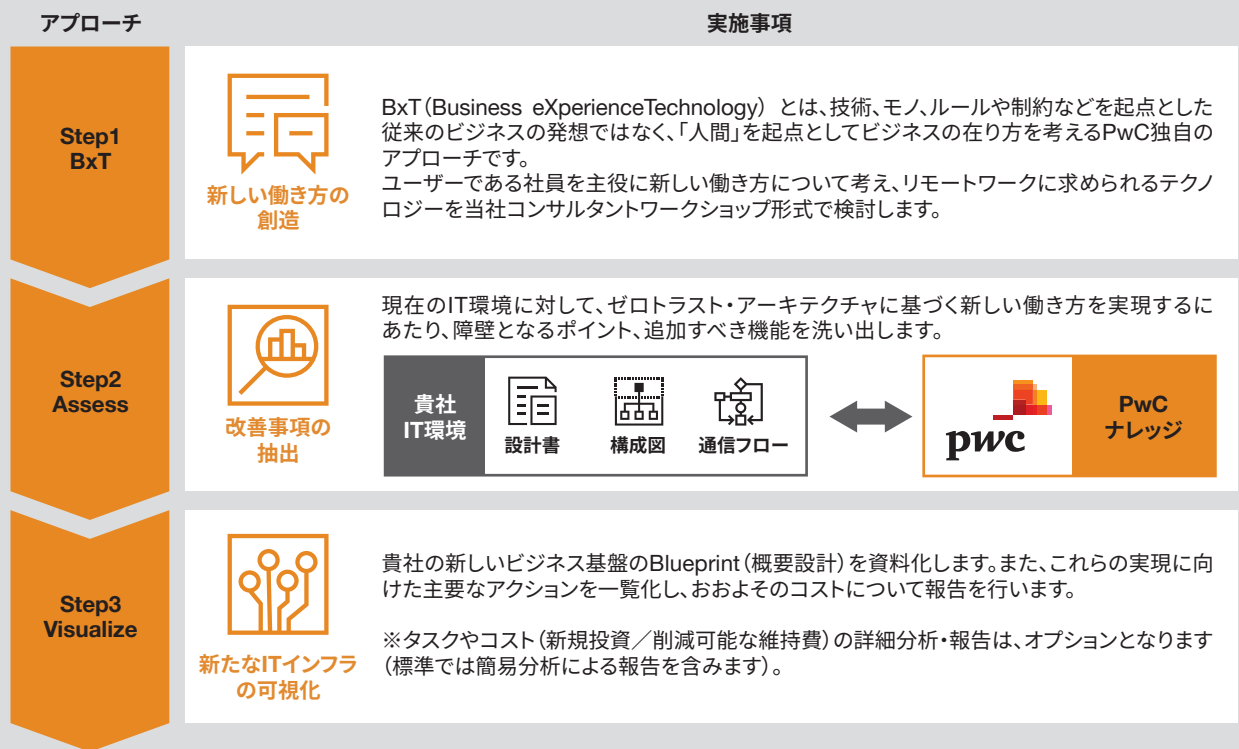 アプローチ
実施事項
Step1
BxT
新しい働き方の
創造
BxT（Business eXperienceTechnology）とは、技術、モノ、ルールや制約などを起点とした
従来のビジネスの発想ではなく、「人間」を起点としてビジネスの在り方を考えるPwC独自の
アプローチです。
ユーザーである社員を主役に新しい働き方について考え、リモートワークに求められるテクノ
ロジーを当社コンサルタントワークショップ形式で検討します。
Step2
Assess
改善事項の
抽出
現在のIT環境に対して、ゼロトラスト・アーキテクチャに基づく新しい働き方を実現するに
あたり、障壁となるポイント、追加すべき機能を洗い出します。
貴社
IT環境
設計書
構成図
通信フロー
pwc
PwC
ナレッジ
Step3
Visualize
新たなITインフラ
の可視化
貴社の新しいビジネス基盤のBlueprint（概要設計）を資料化します。また、これらの実現に向
けた主要なアクションを一覧化し、おおよそのコストについて報告を行います。
※タスクやコスト（新規投資／削減可能な維持費）の詳細分析・報告は、オプションとなります
（標準では簡易分析による報告を含みます）。